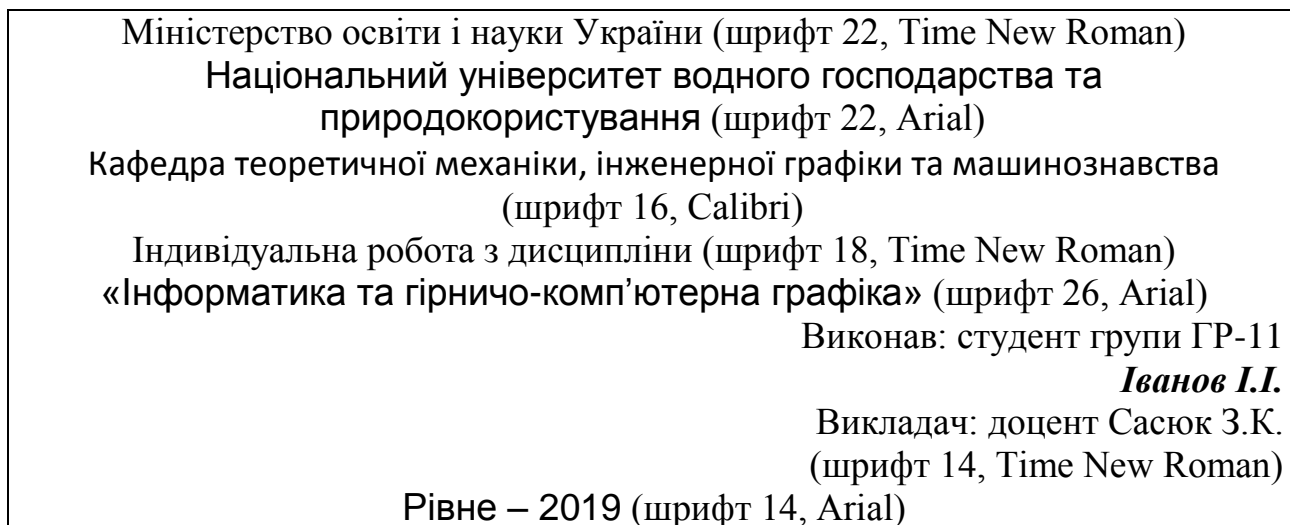 Міністерство освіти і науки України (шрифт 22, Time New Roman)
Національний університет водного господарства та
природокористування (шрифт 22, Arial)
Кафедра теоретичної механіки, інженерної графіки та машинознавства
(шрифт 16, Calibri)
Індивідуальна робота з дисципліни (шрифт 18, Time New Roman)
«Інформатика та гірничо-комп’ютерна графіка» (шрифт 26, Arial)
Виконав: студент групи ГР-11
Іванов І.І.
Викладач: доцент Сасюк З.К.
(шрифт 14, Time New Roman)
Рівне – 2019 (шрифт 14, Arial)